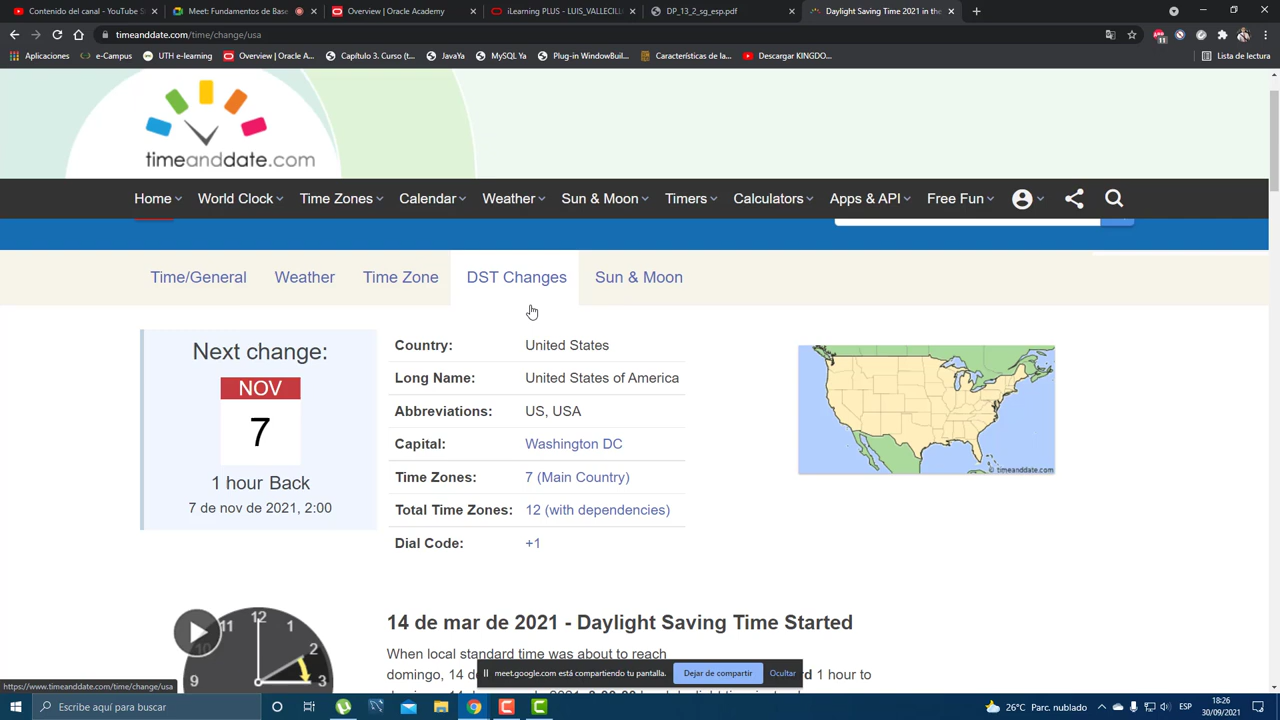 Contenido del canal - YouTube S
Meet: Fundamentos de Base
Overview | Oracle Academy
iLearning PLUS - LUIS_VALLECILL
DP_13_2_sg_esp.pdf
Daylight Saving Time 2021 in the
timeanddate.com/time/change/usa
Aplicaciones
e-Campus
UTH e-learning
Overview | Oracle A...
Capítulo 3. Curso (t...
JavaYa
MySQL Ya
Plug-in WindowBuil...
Características de la...
Descargar KINGDO...
Lista de lectura
timeanddate.com
Home World Clock Time Zones Calendar Weather Sun & Moon Timers Calculators Apps & API Free Fun
Time/General Weather Time Zone DST Changes Sun & Moon
Next change:
NOV
7
1 hour Back
7 de nov de 2021, 2:00
Country: United States
Long Name: United States of America
Abbreviations: US, USA
Capital: Washington DC
Time Zones: 7 (Main Country)
Total Time Zones: 12 (with dependencies)
Dial Code: +1
© timeanddate.com
12
11 1
10 2
9 3
14 de mar de 2021 - Daylight Saving Time Started
When local standard time was about to reach
domingo, 14 d
1 hour to
meet.google.com está compartiendo tu pantalla.
Dejar de compartir
Ocultar
https://www.timeanddate.com/time/change/usa
Escribe aquí para buscar
26°C Parc. nublado
ESP
18:26
30/09/2021